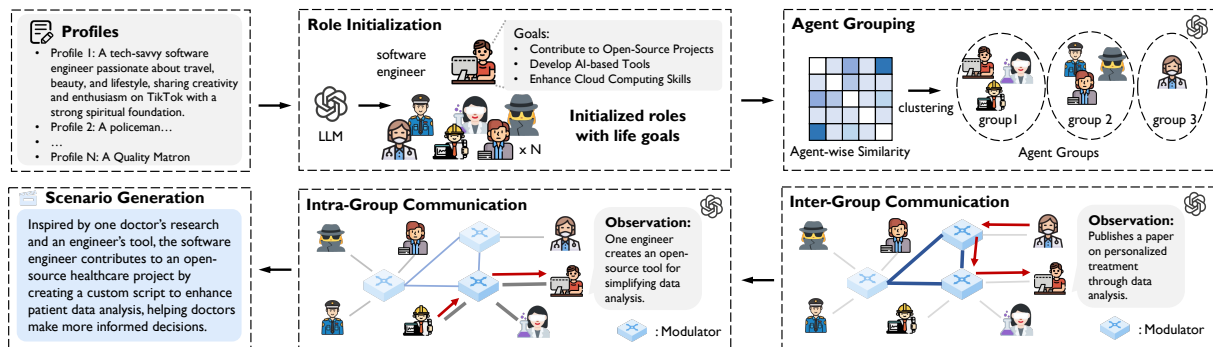 Profiles
• Profile 1: A tech-savvy software
engineer passionate about travel,
beauty, and lifestyle, sharing creativity
and enthusiasm on TikTok with a
strong spiritual foundation.
• Profile 2: A policeman…
• …
• Profile N: A Quality Matron
Role Initialization
software
engineer
Goals:
• Contribute to Open-Source Projects
• Develop AI-based Tools
• Enhance Cloud Computing Skills
LLM
x N
Initialized roles
with life goals
Agent Grouping
clustering
group1
group 2
group 3
Agent-wise Similarity
Agent Groups
Scenario Generation
Inspired by one doctor's research
and an engineer's tool, the software
engineer contributes to an open-
source healthcare project by
creating a custom script to enhance
patient data analysis, helping doctors
make more informed decisions.
Intra-Group Communication
Observation:
One engineer
creates an open-
source tool for
simplifying data
analysis.
: Modulator
Inter-Group Communication
Observation:
Publishes a paper
on personalized
treatment
through data
analysis.
: Modulator